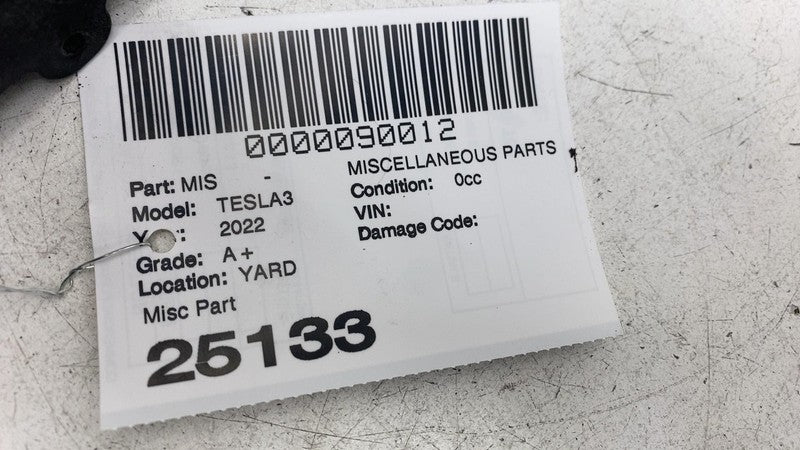 0000090012
Part: MIS - MISCELLANEOUS PARTS
Model: TESLA3 Condition: 0cc
2022 VIN:
Grade: A+ Damage Code:
Location: YARD
Misc Part
25133